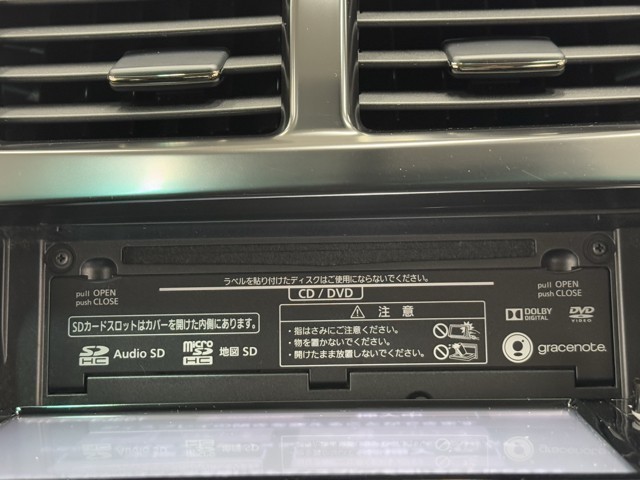 ラベルを貼り付けたディスクはご使用にならないでください。
CD / DVD
pull OPEN
push CLOSE
SDカードスロットはカバーを開けた内側にあります。
SD HC Audio SD
micro SD HC 地図 SD
⚠ 注 意
・指はさみにご注意ください。
・物を置かないでください。
・開けたまま放置しないでください。
pull OPEN
push CLOSE
DOLBY DIGITAL
DVD VIDEO
gracenote.